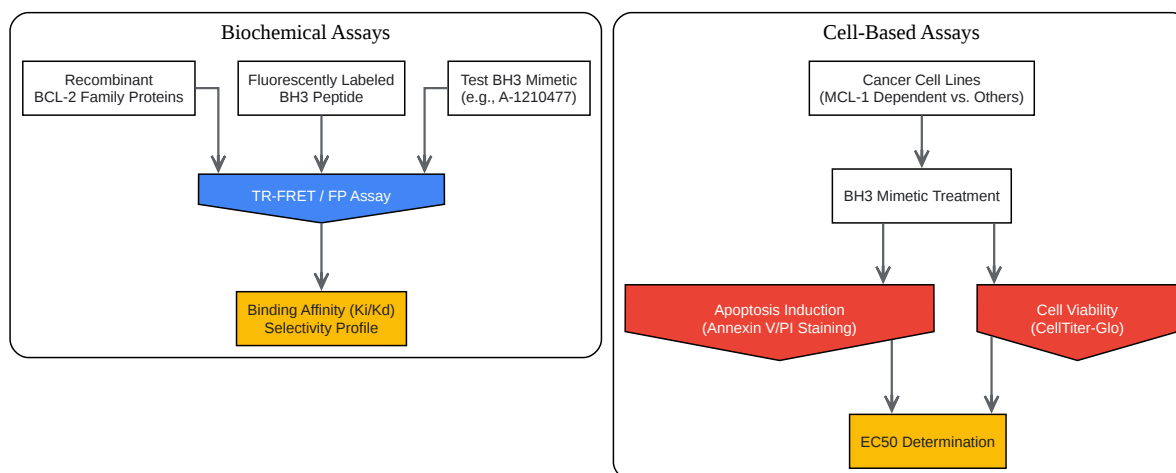 Biochemical Assays
Recombinant
BCL-2 Family Proteins
Fluorescently Labeled
BH3 Peptide
Test BH3 Mimetic
(e.g., A-1210477)
TR-FRET / FP Assay
Binding Affinity (Ki/Kd)
Selectivity Profile
Cell-Based Assays
Cancer Cell Lines
(MCL-1 Dependent vs. Others)
BH3 Mimetic Treatment
Apoptosis Induction
(Annexin V/PI Staining)
Cell Viability
(CellTiter-Glo)
EC50 Determination